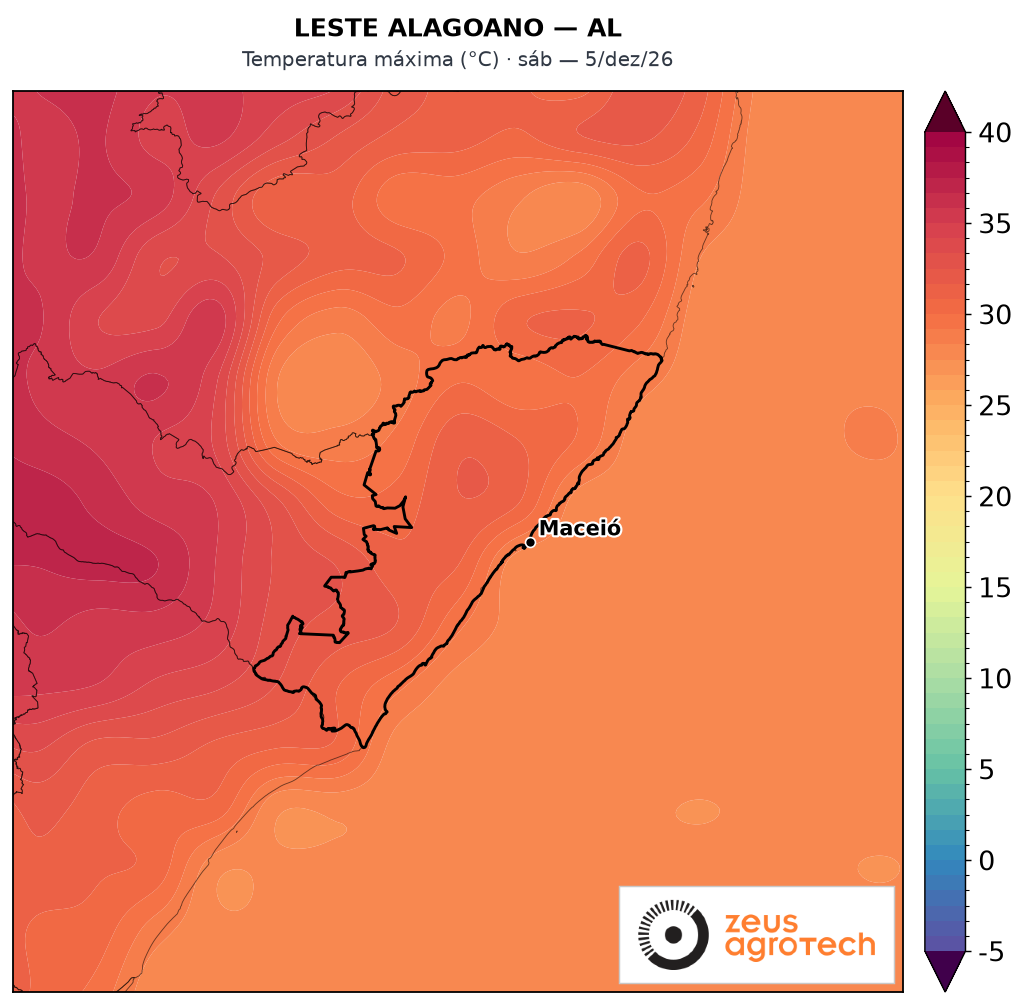 LESTE ALAGOANO — AL
Temperatura máxima (°C) · sáb — 5/dez/26
40
35
30
25
20
15
10
5
0
-5
Maceió
zeus
agrotech